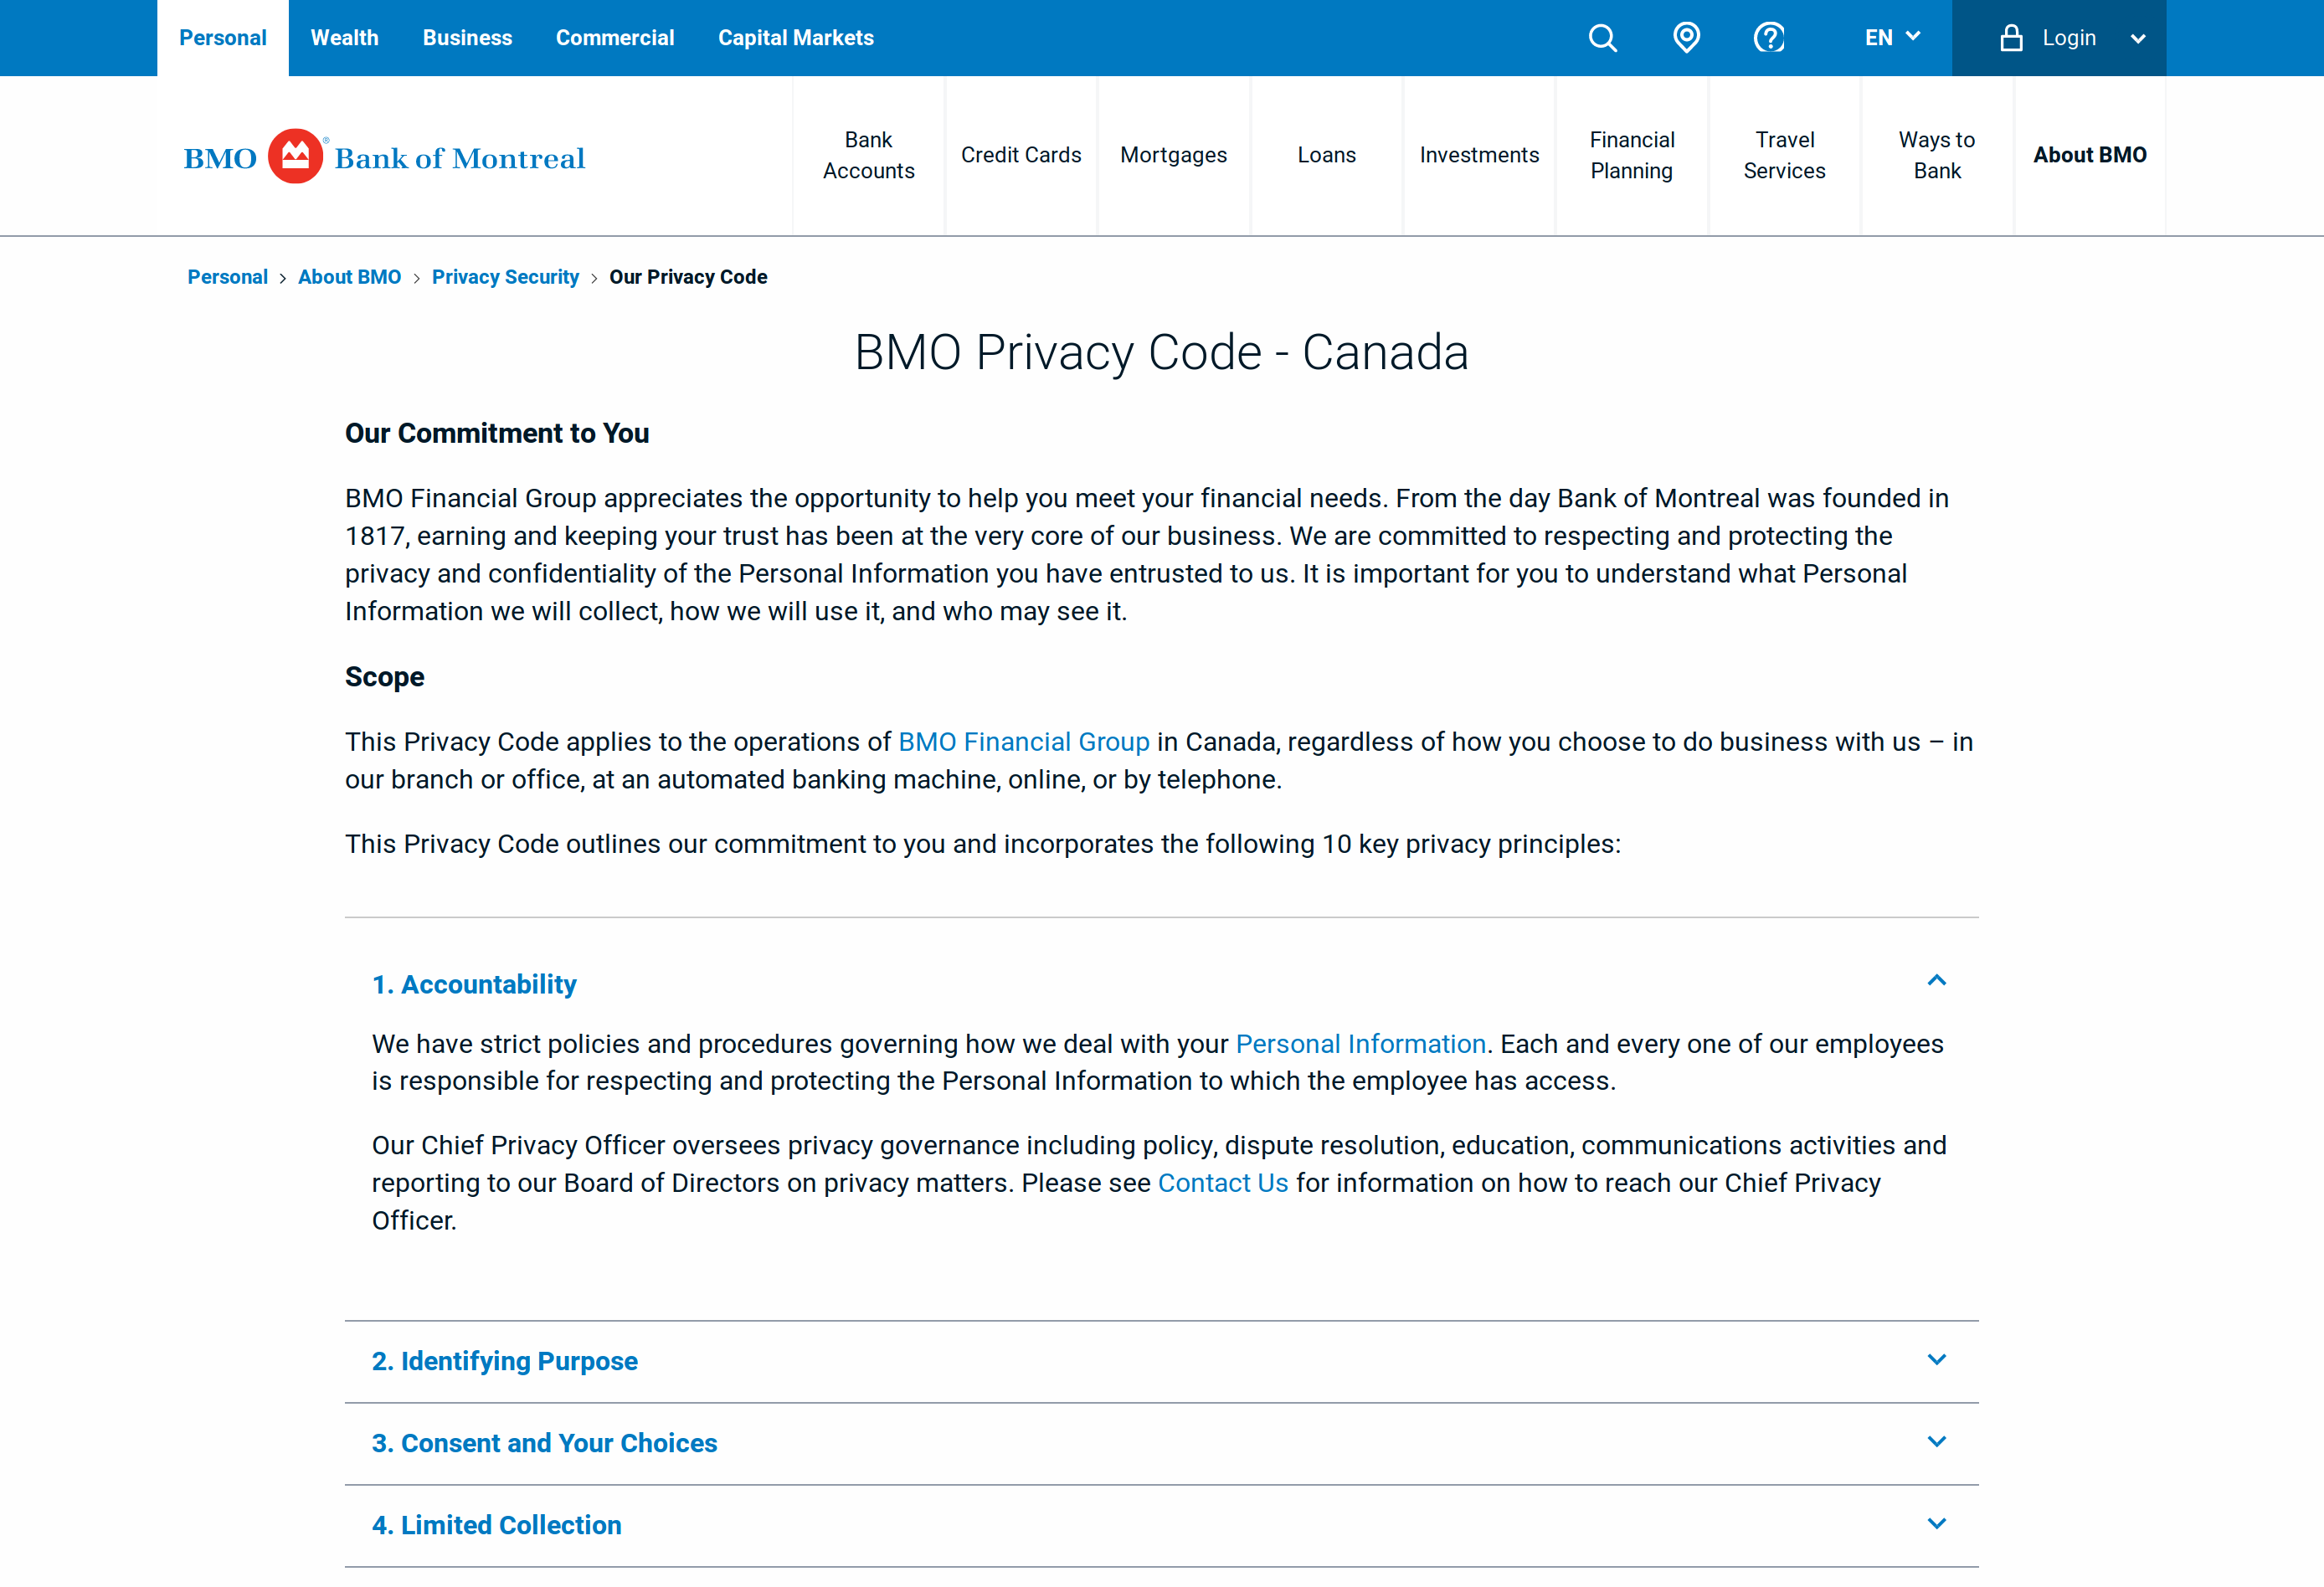 Personal Wealth Business Commercial Capital Markets EN Login
BMO ® Bank of Montreal
Bank Accounts
Credit Cards
Mortgages
Loans
Investments
Financial Planning
Travel Services
Ways to Bank
About BMO
Personal > About BMO > Privacy Security > Our Privacy Code
BMO Privacy Code - Canada
Our Commitment to You
BMO Financial Group appreciates the opportunity to help you meet your financial needs. From the day Bank of Montreal was founded in
1817, earning and keeping your trust has been at the very core of our business. We are committed to respecting and protecting the
privacy and confidentiality of the Personal Information you have entrusted to us. It is important for you to understand what Personal
Information we will collect, how we will use it, and who may see it.
Scope
This Privacy Code applies to the operations of BMO Financial Group in Canada, regardless of how you choose to do business with us – in
our branch or office, at an automated banking machine, online, or by telephone.
This Privacy Code outlines our commitment to you and incorporates the following 10 key privacy principles:
1. Accountability
We have strict policies and procedures governing how we deal with your Personal Information. Each and every one of our employees
is responsible for respecting and protecting the Personal Information to which the employee has access.
Our Chief Privacy Officer oversees privacy governance including policy, dispute resolution, education, communications activities and
reporting to our Board of Directors on privacy matters. Please see Contact Us for information on how to reach our Chief Privacy
Officer.
2. Identifying Purpose
3. Consent and Your Choices
4. Limited Collection